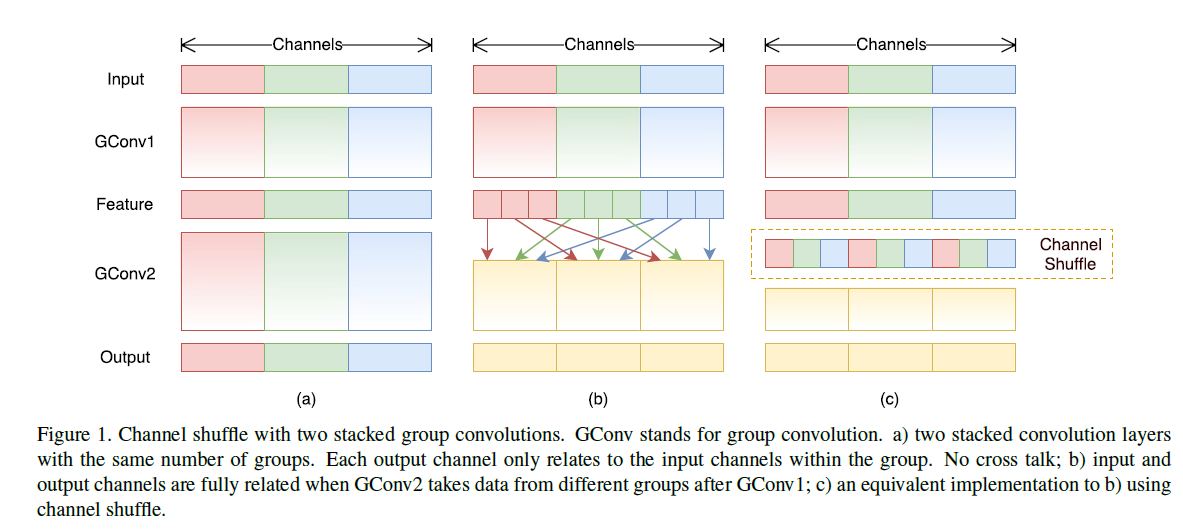 Channels Channels Channels
Input
GConv1
Feature
GConv2
Channel
Shuffle
Output
(a) (b) (c)
Figure 1. Channel shuffle with two stacked group convolutions. GConv stands for group convolution. a) two stacked convolution layers
with the same number of groups. Each output channel only relates to the input channels within the group. No cross talk; b) input and
output channels are fully related when GConv2 takes data from different groups after GConv1; c) an equivalent implementation to b) using
channel shuffle.